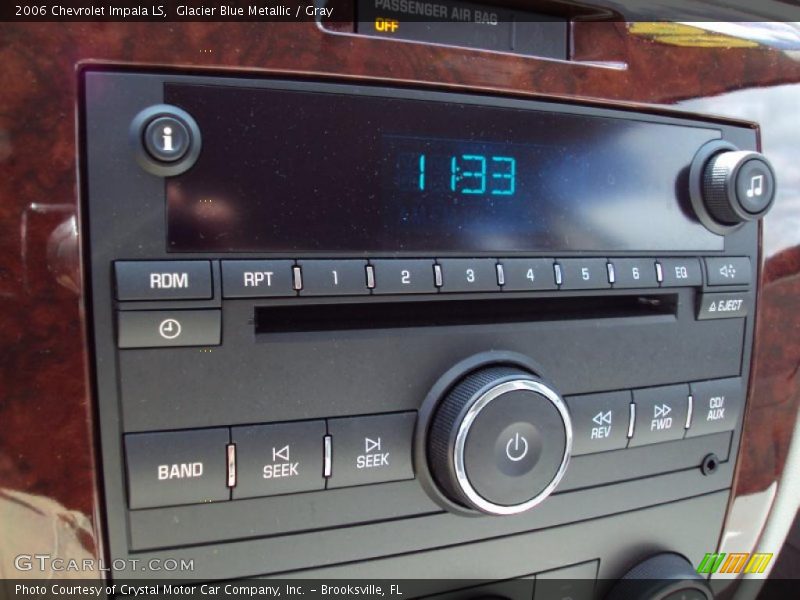 2006 Chevrolet Impala LS,  Glacier Blue Metallic / Gray
PASSENGER AIR BAG
OFF
i
11:33
RDM
RPT
1
2
3
4
5
6
EQ
EJECT
BAND
SEEK
SEEK
REV
FWD
CD/
AUX
GTCARLOT.COM
Photo Courtesy of Crystal Motor Car Company, Inc. – Brooksville, FL